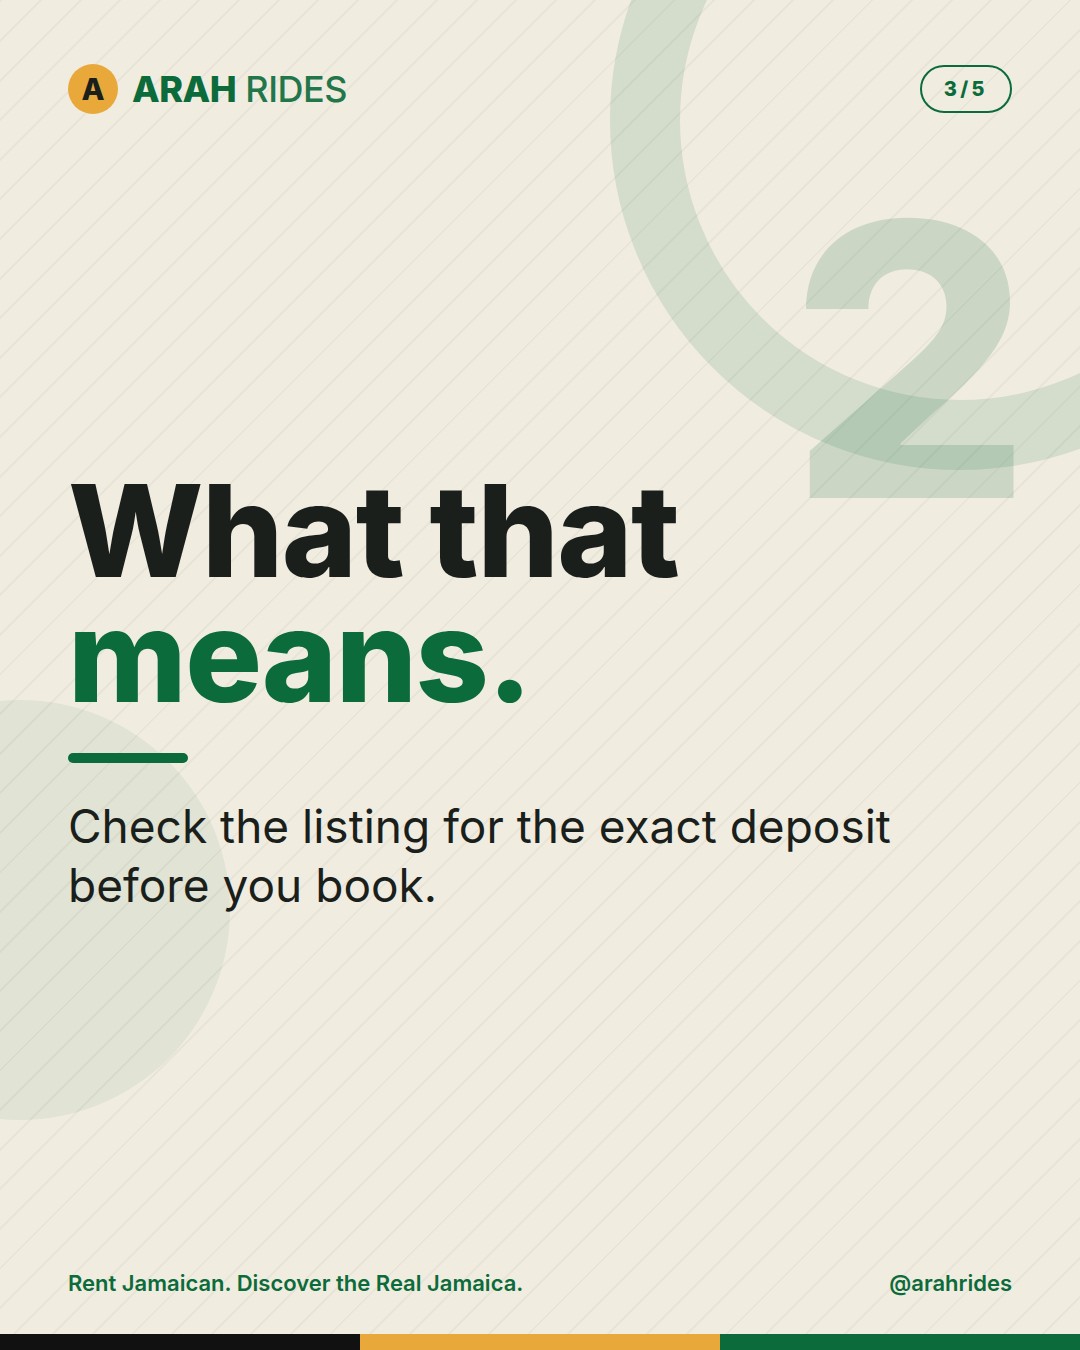 A ARAH RIDES
3/5
2
What that
means.
Check the listing for the exact deposit
before you book.
Rent Jamaican. Discover the Real Jamaica.
@arahrides